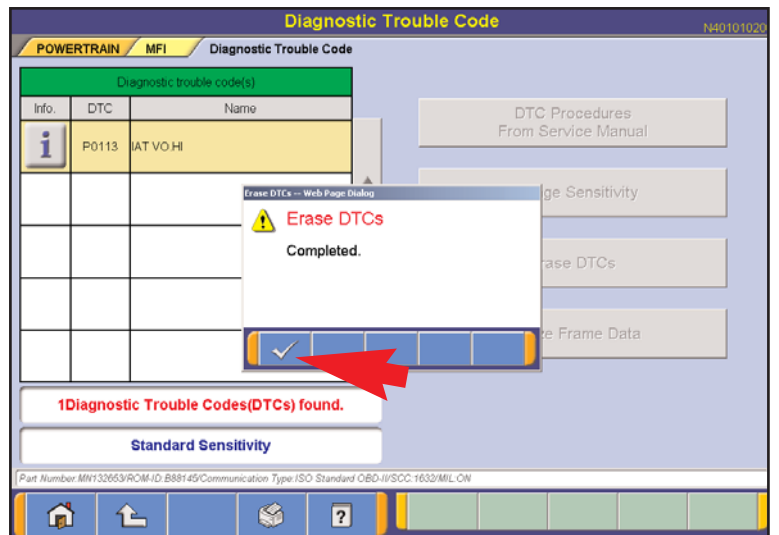 Diagnostic Trouble Code
N40101020
POWERTRAIN
MFI
Diagnostic Trouble Code
Diagnostic trouble code(s)
Info.
DTC
Name
i
P0113
IAT VO.HI
DTC Procedures
From Service Manual
ge Sensitivity
Erase DTCs -- Web Page Dialog
Erase DTCs
Completed.
rase DTCs
ze Frame Data
1Diagnostic Trouble Codes(DTCs) found.
Standard Sensitivity
Part Number:MN132653/ROM-ID:B88145/Communication Type:ISO Standard OBD-II/SCC:1632/MIL:ON
?